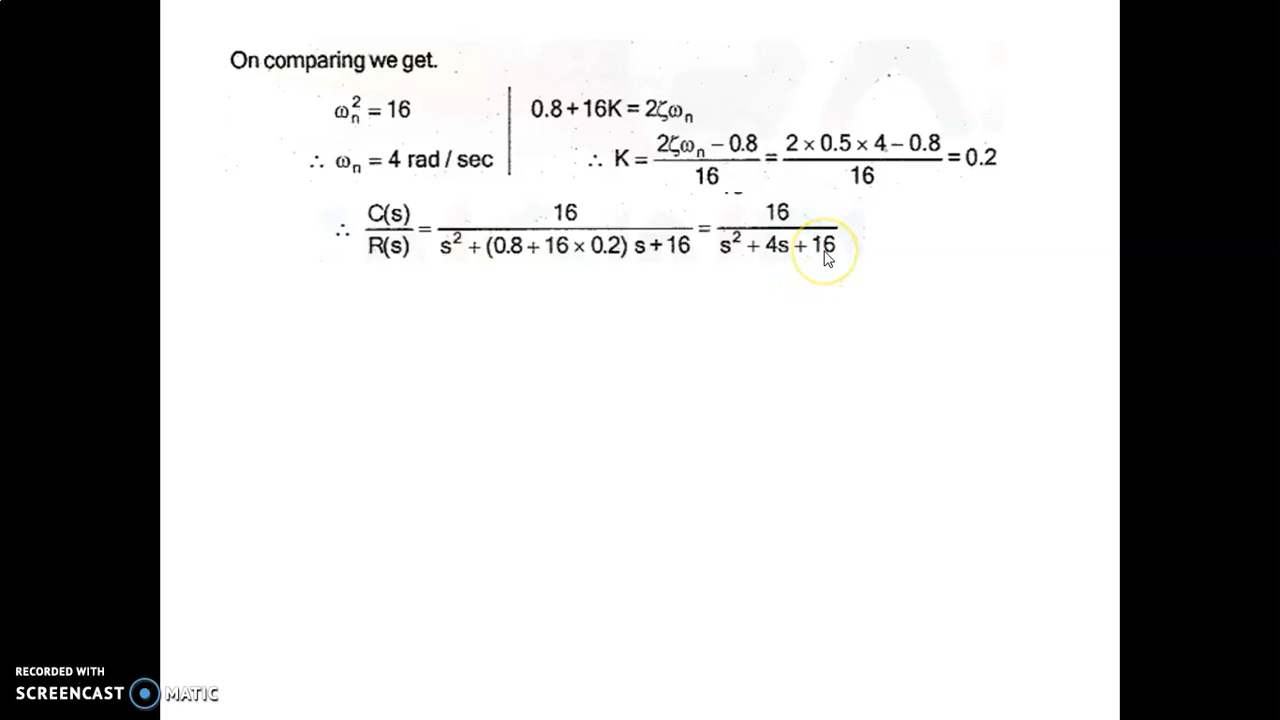 On comparing we get.
ω_n^2 = 16 | 0.8 + 16K = 2ζω_n
∴ ω_n = 4 rad / sec | ∴ K = (2ζω_n − 0.8)/16 = (2 × 0.5 × 4 − 0.8)/16 = 0.2
∴ C(s)/R(s) = 16/(s^2 + (0.8 + 16 × 0.2) s + 16) = 16/(s^2 + 4s + 16)
RECORDED WITH
SCREENCAST MATIC